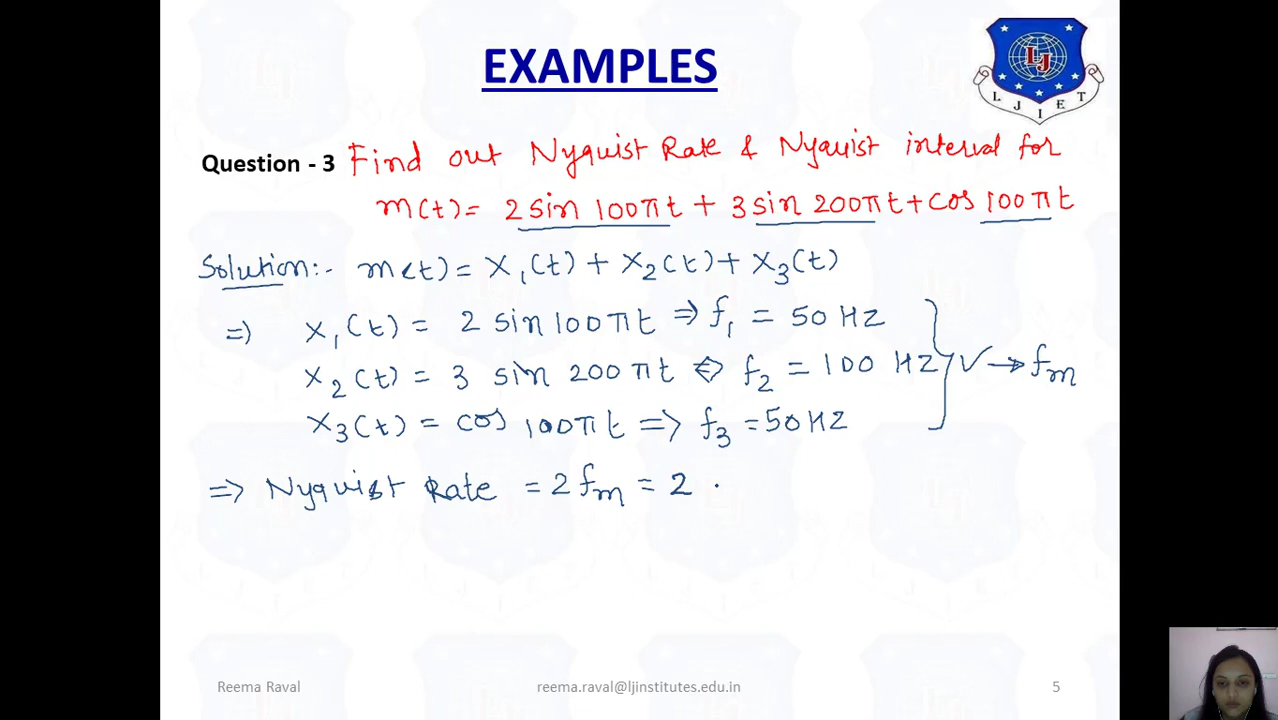 EXAMPLES
LJ
L J I E T
Question - 3 Find out Nyquist Rate & Nyquist interval for
m(t) = 2 sin 100πt + 3 sin 200πt + cos 100πt
Solution:- m(t) = X₁(t) + X₂(t) + X₃(t)
=> X₁(t) = 2 sin 100πt => f₁ = 50 HZ
X₂(t) = 3 sin 200πt <=> f₂ = 100 HZ ✓ → fm
X₃(t) = cos 100πt => f₃ = 50 HZ
=> Nyquist Rate = 2 fm = 2 .
Reema Raval reema.raval@ljinstitutes.edu.in 5